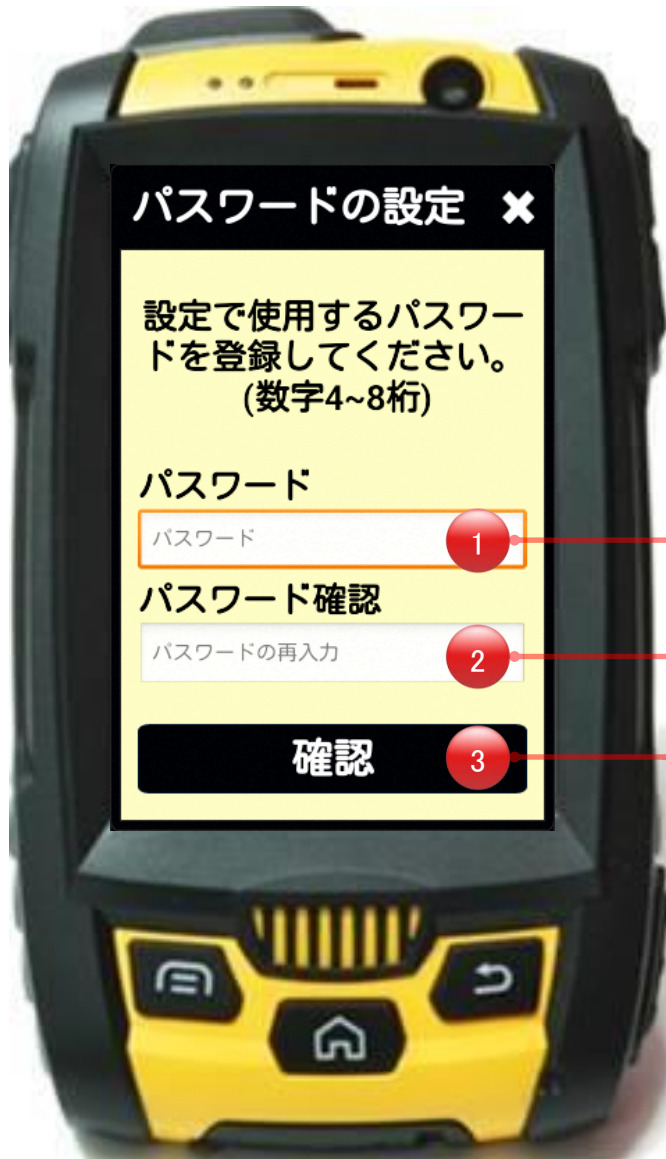 パスワードの設定 ✖
設定で使用するパスワー
ドを登録してください。
(数字4~8桁)
パスワード
パスワード
1
パスワード確認
パスワードの再入力
2
確認
3